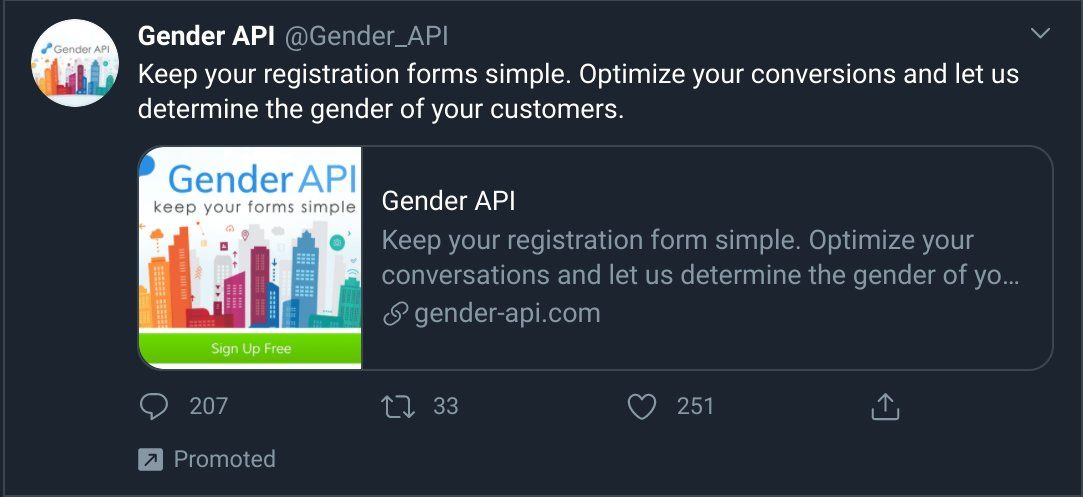 Gender API
Gender API @Gender_API
Keep your registration forms simple. Optimize your conversions and let us
determine the gender of your customers.
Gender API
keep your forms simple
Sign Up Free
Gender API
Keep your registration form simple. Optimize your
conversations and let us determine the gender of yo...
gender-api.com
207 33 251
Promoted